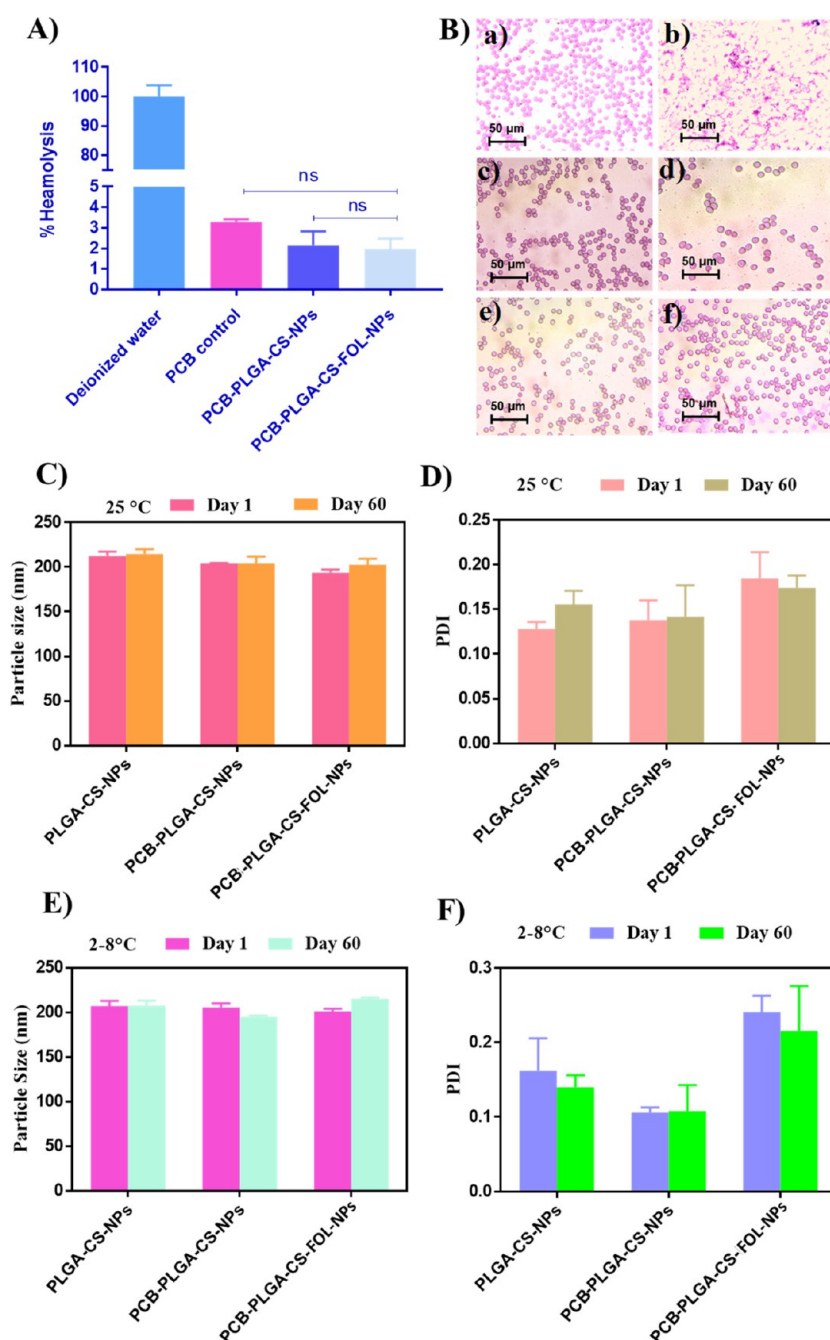 A)
% Heamolysis
100
90
80
6
5
4
3
2
1
0
ns
ns
Deionized water
PCB control
PCB-PLGA-CS-NPs
PCB-PLGA-CS-FOL-NPs
B)
a)
50 µm
b)
50 µm
c)
50 µm
d)
50 µm
e)
50 µm
f)
50 µm
C)
25 °C Day 1 Day 60
Particle size (nm)
250
200
150
100
50
0
PLGA-CS-NPs
PCB-PLGA-CS-NPs
PCB-PLGA-CS-FOL-NPs
D)
25 °C Day 1 Day 60
PDI
0.25
0.20
0.15
0.10
0.05
0.00
PLGA-CS-NPs
PCB-PLGA-CS-NPs
PCB-PLGA-CS- FOL-NPs
E)
2-8°C Day 1 Day 60
Particle Size (nm)
250
200
150
100
50
0
PLGA-CS-NPs
PCB-PLGA-CS-NPs
PCB-PLGA-CS-FOL-NPs
F)
2-8°C Day 1 Day 60
PDI
0.3
0.2
0.1
0.0
PLGA-CS-NPs
PCB-PLGA-CS-NPs
PCB-PLGA-CS- FOL-NPs